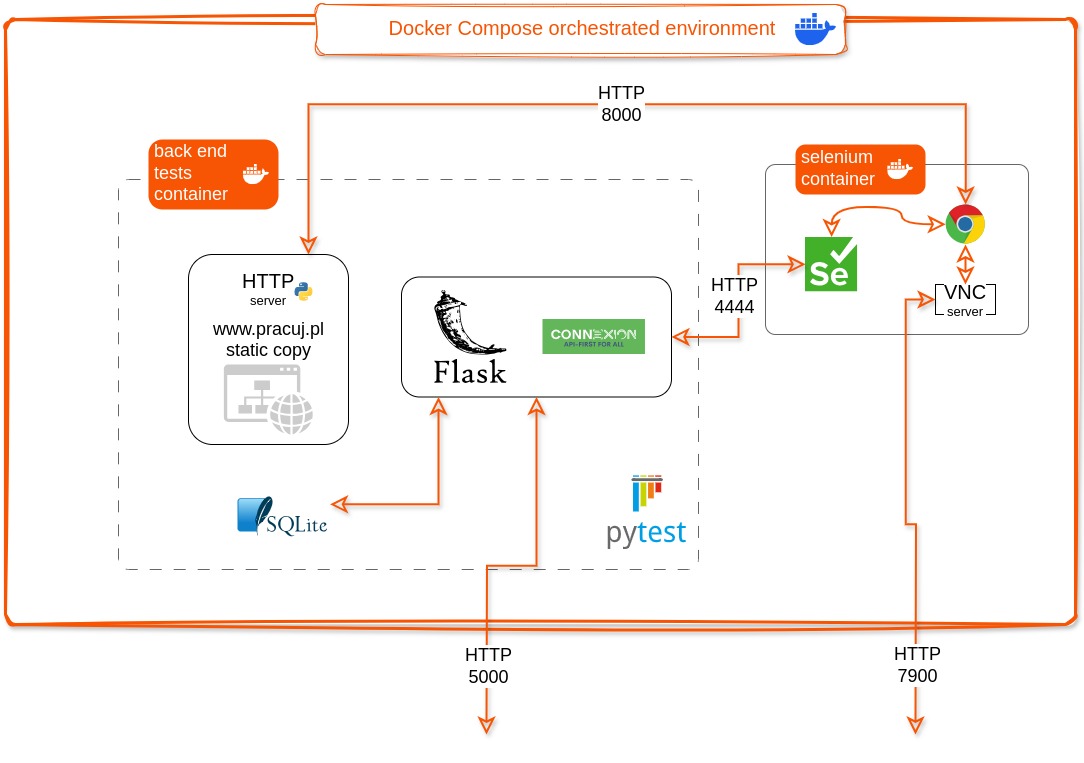 Docker Compose orchestrated environment
HTTP
8000
back end
tests
container
selenium
container
HTTP
server
www.pracuj.pl
static copy
Flask
CONNEXION
API-FIRST FOR ALL
HTTP
4444
Se
VNC
server
SQLite
pytest
HTTP
5000
HTTP
7900